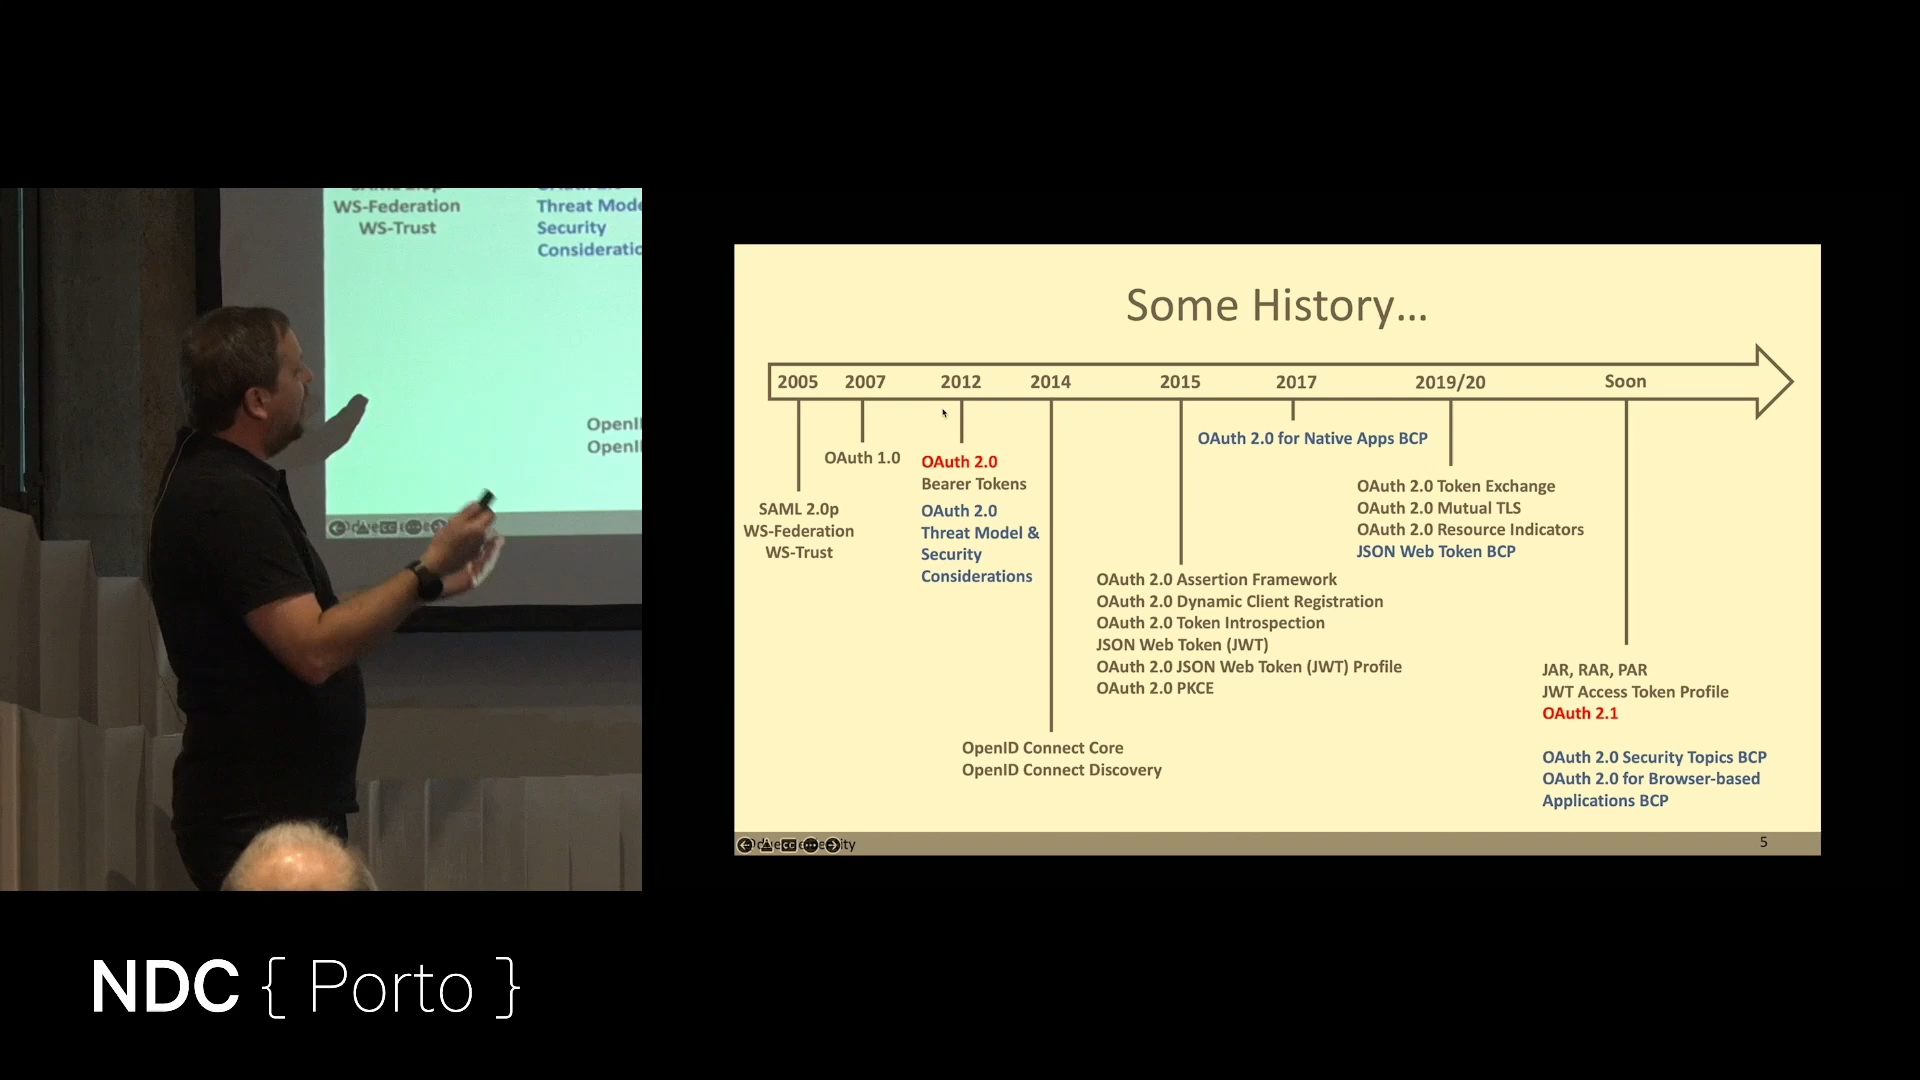 WS-Federation
WS-Trust
Threat Mode
Security
Consideratio
OpenI
OpenI
Some History…
2005 2007 2012 2014 2015 2017 2019/20 Soon
OAuth 2.0 for Native Apps BCP
OAuth 1.0
OAuth 2.0
Bearer Tokens
OAuth 2.0
Threat Model &
Security
Considerations
SAML 2.0p
WS-Federation
WS-Trust
OAuth 2.0 Token Exchange
OAuth 2.0 Mutual TLS
OAuth 2.0 Resource Indicators
JSON Web Token BCP
OAuth 2.0 Assertion Framework
OAuth 2.0 Dynamic Client Registration
OAuth 2.0 Token Introspection
JSON Web Token (JWT)
OAuth 2.0 JSON Web Token (JWT) Profile
OAuth 2.0 PKCE
OpenID Connect Core
OpenID Connect Discovery
JAR, RAR, PAR
JWT Access Token Profile
OAuth 2.1
OAuth 2.0 Security Topics BCP
OAuth 2.0 for Browser-based
Applications BCP
5
NDC { Porto }